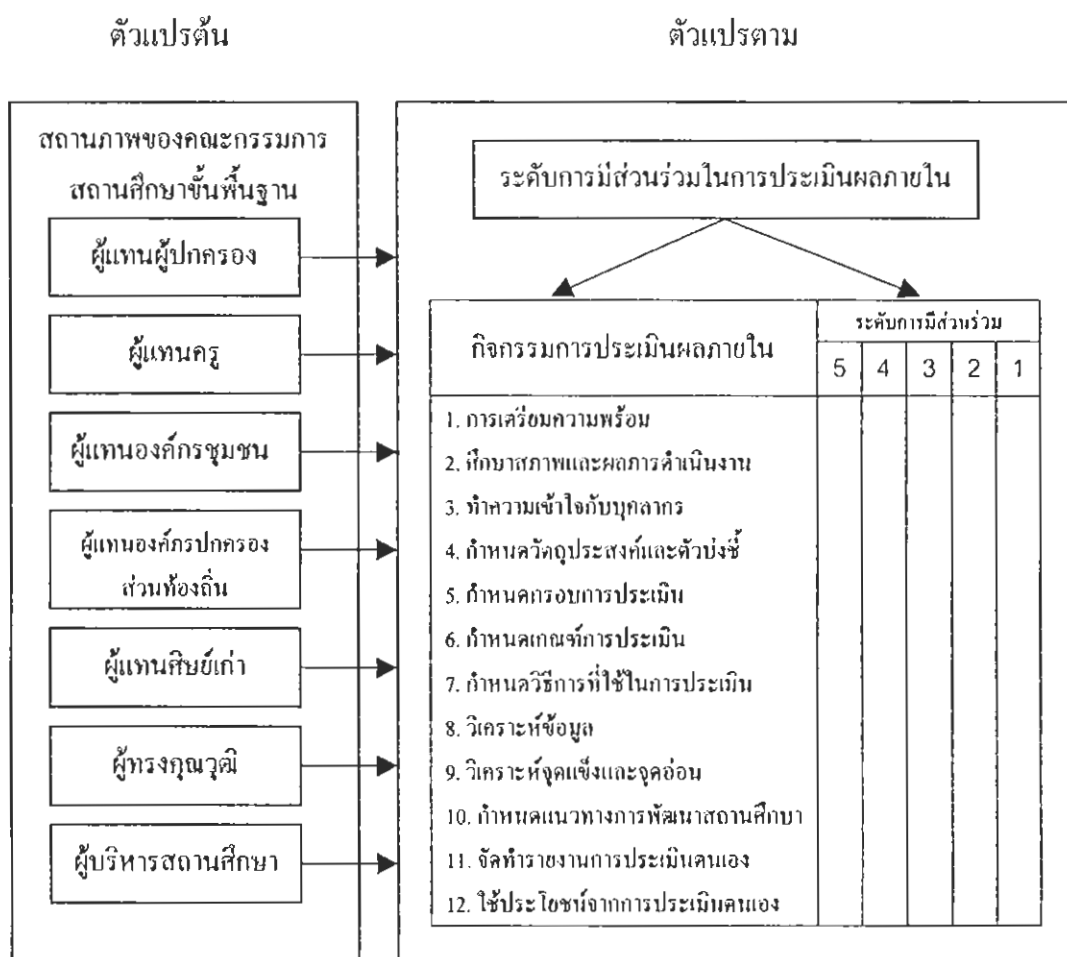 ตัวแปรต้น
ตัวแปรตาม
สถานภาพของคณะกรรมการ
สถานศึกษาขั้นพื้นฐาน
ผู้แทนผู้ปกครอง
ผู้แทนครู
ผู้แทนองค์กรชุมชน
ผู้แทนองค์กรปกครอง
ส่วนท้องถิ่น
ผู้แทนศิษย์เก่า
ผู้ทรงคุณวุฒิ
ผู้บริหารสถานศึกษา
ระดับการมีส่วนร่วมในการประเมินผลภายใน
กิจกรรมการประเมินผลภายใน
ระดับการมีส่วนร่วม
5 4 3 2 1
1. การเตรียมความพร้อม
2. ศึกษาสภาพและผลการดำเนินงาน
3. ทำความเข้าใจกับบุคลากร
4. กำหนดวัตถุประสงค์และตัวบ่งชี้
5. กำหนดกรอบการประเมิน
6. กำหนดเกณฑ์การประเมิน
7. กำหนดวิธีการที่ใช้ในการประเมิน
8. วิเคราะห์ข้อมูล
9. วิเคราะห์จุดแข็งและจุดอ่อน
10. กำหนดแนวทางการพัฒนาสถานศึกษา
11. จัดทำรายงานการประเมินตนเอง
12. ใช้ประโยชน์จากการประเมินตนเอง